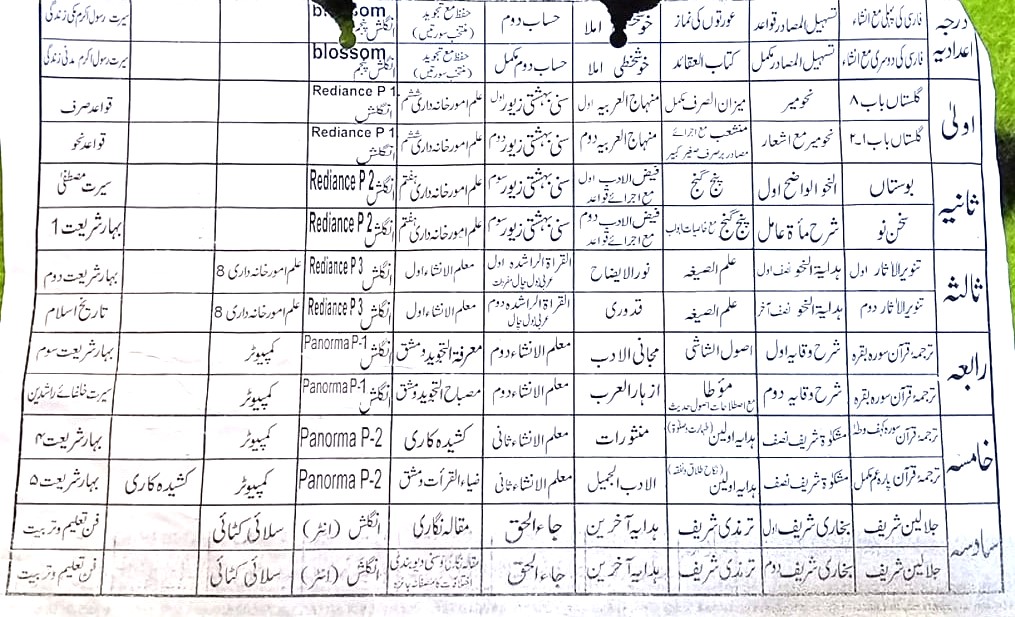 درجہ اعدادیہ
فارسی کی پہلی مع انشاء تسہیل المصادر قواعد عورتوں کی نماز خوشخطی املا حساب دوم حفظ مع تجوید (منتخب سورتیں) blossom انگلش پنجم سیرت رسول اکرم مکی زندگی
فارسی کی دوسری مع انشاء تسہیل المصادر مکمل کتاب العقائد خوشخطی املا حساب دوم مکمل حفظ مع تجوید (منتخب سورتیں) blossom انگلش پنجم سیرت رسول اکرم مدنی زندگی
اولیٰ
گلستاں باب ۸ نحو میر میزان الصرف مکمل منہاج العربیہ اول سنی بہشتی زیور اول علم امور خانہ داری ششم Rediance P 1 انگلش قواعد صرف
گلستاں باب ۱۔۲ نحو میر مع اشعار منشعب مع اجرائے مصادر بر صرف صغیر کبیر منہاج العربیہ دوم سنی بہشتی زیور دوم علم امور خانہ داری ششم Rediance P 1 انگلش قواعد نحو
ثانیہ
بوستاں النحو الواضح اول پنج گنج فیض الادب اول مع اجرائے قواعد سنی بہشتی زیور سوم علم امور خانہ داری ہفتم Rediance P 2 انگلش سیرت مصطفیٰ
سخن نو شرح مأة عامل پنج گنج مع خاصیات ابواب فیض الادب دوم مع اجرائے قواعد سنی بہشتی زیور سوم علم امور خانہ داری ہفتم Rediance P 2 انگلش بہار شریعت 1
ثالثہ
تنویر الآثار اول ہدایۃ النحو نصف اول علم الصیغہ نور الایضاح القراۃ الراشدہ اول عربی بول چال مفردات معلم الانشاء اول انگلش Rediance P 3 علم امور خانہ داری 8 بہار شریعت دوم
تنویر الآثار دوم ہدایۃ النحو نصف آخر علم الصیغہ قدوری القراۃ الراشدہ دوم عربی بول چال معلم الانشاء اول انگلش Rediance P 3 علم امور خانہ داری 8 تاریخ اسلام
رابعہ
ترجمۂ قرآن سورہ بقرہ شرح وقایہ اول اصول الشاشی مجانی الادب معلم الانشاء دوم معرفۃ التجوید و مشق انگلش Panorma P-1 کمپیوٹر بہار شریعت سوم
ترجمۂ قرآن سورہ بقرہ شرح وقایہ دوم مؤطا مع اصطلاحات اصول حدیث ازہار العرب معلم الانشاء دوم مصباح التجوید و مشق انگلش Panorma P-1 کمپیوٹر سیرت خلفائے راشدین
خامسہ
ترجمۂ قرآن سورہ کہف و طٰہٰ مشکوٰۃ شریف نصف ہدایہ اولین (طہارت و صلوٰۃ) منثورات معلم الانشاء ثانی کشیدہ کاری Panorma P-2 کمپیوٹر بہار شریعت ۴
ترجمۂ قرآن پارہ عم مکمل مشکوٰۃ شریف نصف ہدایہ اولین (نکاح طلاق و نفقہ) الادب الجمیل معلم الانشاء ثانی ضیاء القرأت و مشق Panorma P-2 کمپیوٹر کشیدہ کاری بہار شریعت ۵
سادسہ
جلالین شریف بخاری شریف اول ترمذی شریف ہدایہ آخرین جاء الحق مقالہ نگاری انگلش (انٹر) سلائی کٹائی فن تعلیم و تربیت
جلالین شریف بخاری شریف دوم ترمذی شریف ہدایہ آخرین جاء الحق مقالہ نگاری و سنی و دیوبندی انگلش (انٹر) سلائی کٹائی فن تعلیم و تربیت